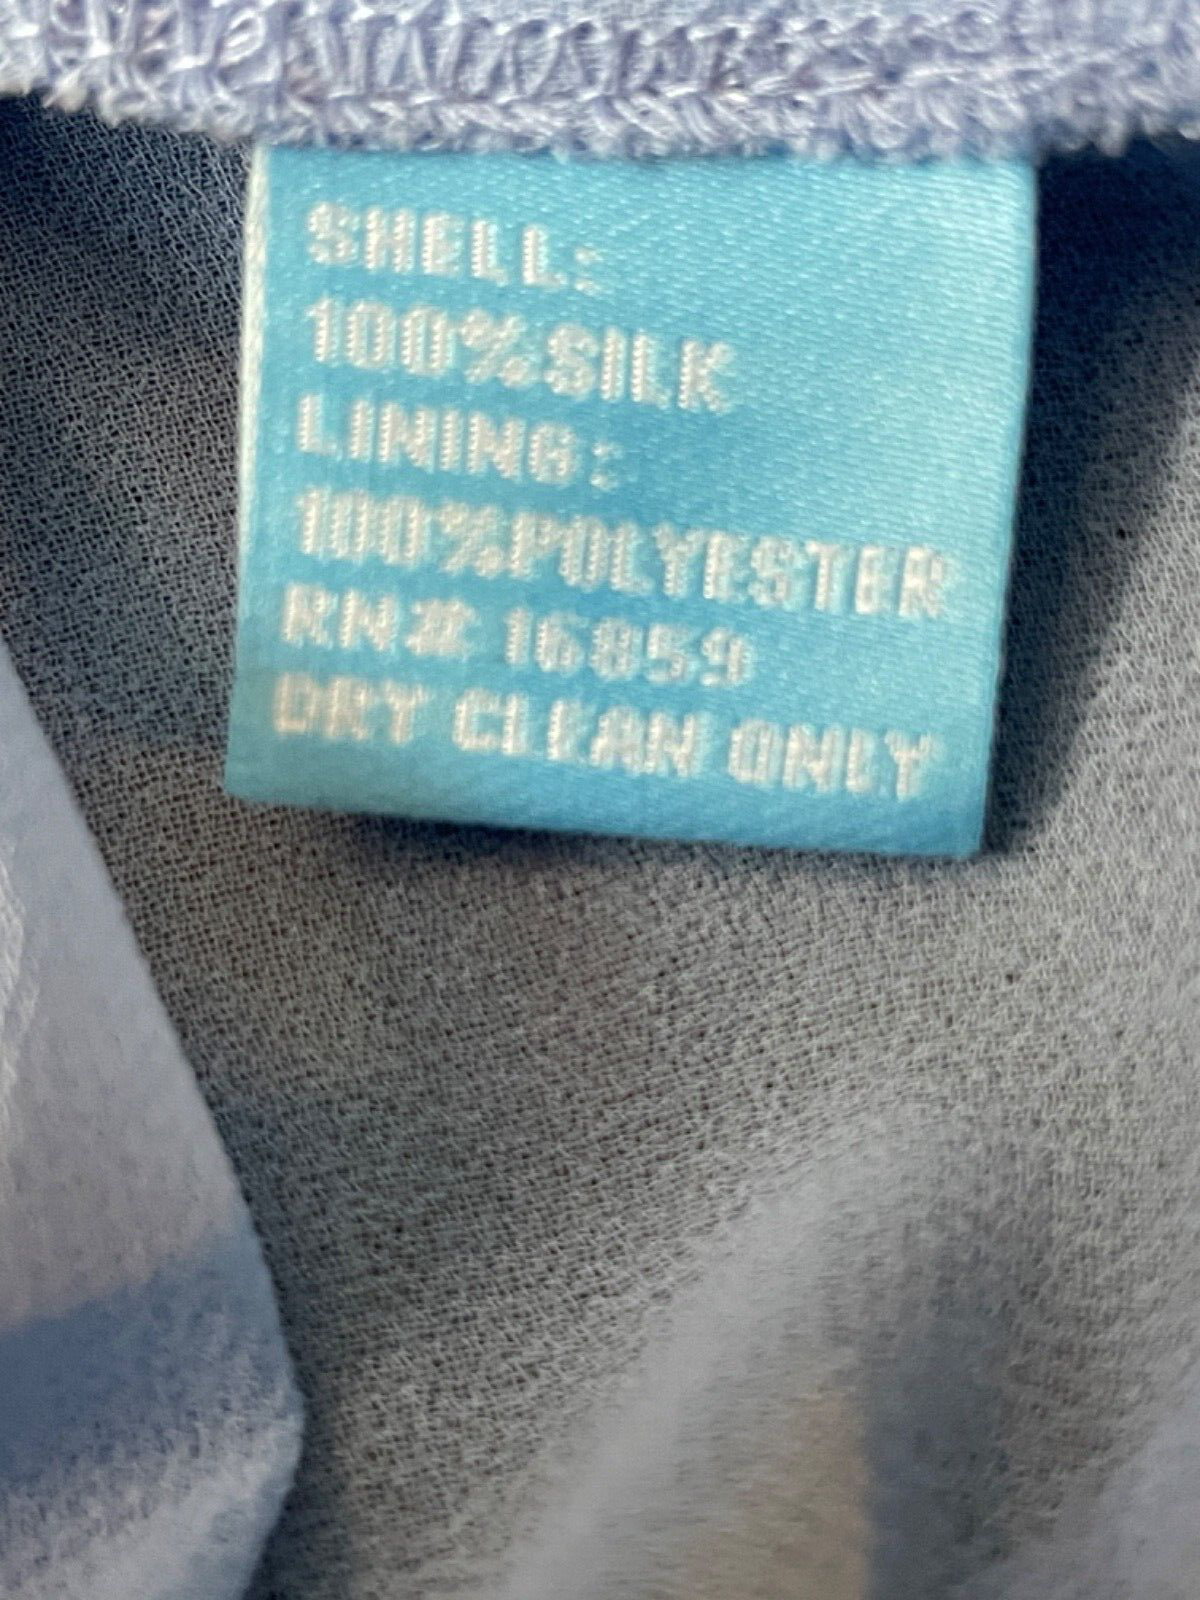 SHELL:
100%SILK
LINING:
100%POLYESTER
RN# 16859
DRY CLEAN ONLY